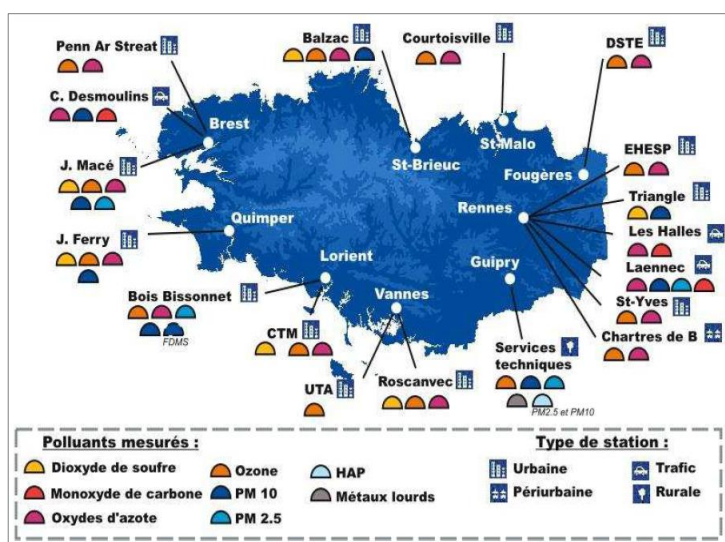 Penn Ar Streat
Balzac
Courtoisville
DSTE
C. Desmoulins
Brest
St-Malo
St-Brieuc
J. Macé
Fougères
EHESP
Triangle
Rennes
Quimper
Les Halles
J. Ferry
Laennec
Lorient
Guipry
Bois Bissonnet
Vannes
St-Yves
FDMS
CTM
Chartres de B
Services
techniques
UTA
Roscanvec
PM2.5 et PM10
Polluants mesurés :
Type de station :
Dioxyde de soufre
Ozone
HAP
Urbaine
Trafic
Monoxyde de carbone
PM 10
Métaux lourds
Périurbaine
Rurale
Oxydes d'azote
PM 2.5